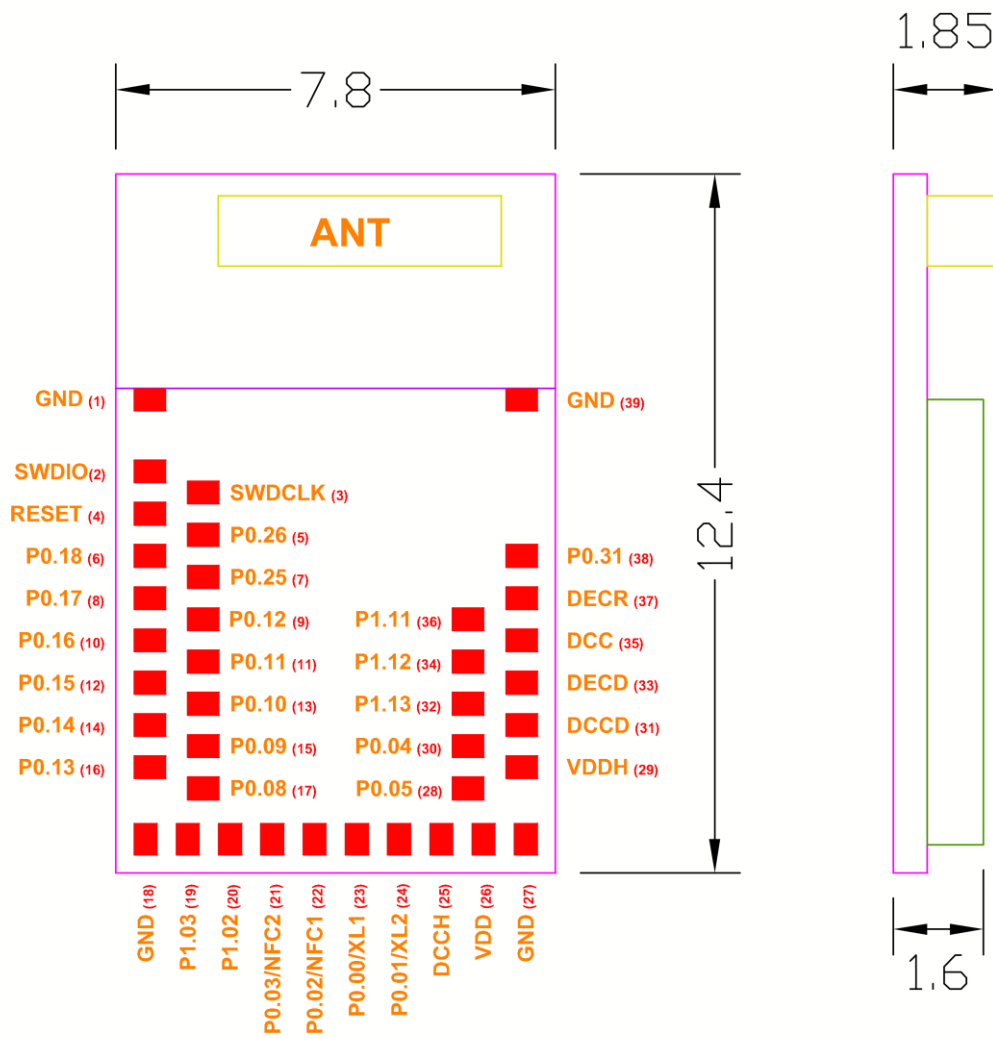 1.85
7.8
ANT
GND (1)
GND (39)
SWDIO(2)
SWDCLK (3)
RESET (4)
P0.26 (5)
P0.18 (6)
P0.31 (38)
P0.25 (7)
P0.17 (8)
DECR (37)
P0.12 (9)
P1.11 (36)
P0.16 (10)
DCC (35)
P0.11 (11)
P1.12 (34)
P0.15 (12)
DECD (33)
P0.10 (13)
P1.13 (32)
P0.14 (14)
DCCD (31)
P0.09 (15)
P0.04 (30)
P0.13 (16)
VDDH (29)
P0.08 (17)
P0.05 (28)
12.4
GND (18)
P1.03 (19)
P1.02 (20)
P0.03/NFC2 (21)
P0.02/NFC1 (22)
P0.00/XL1 (23)
P0.01/XL2 (24)
DCCH (25)
VDD (26)
GND (27)
1.6